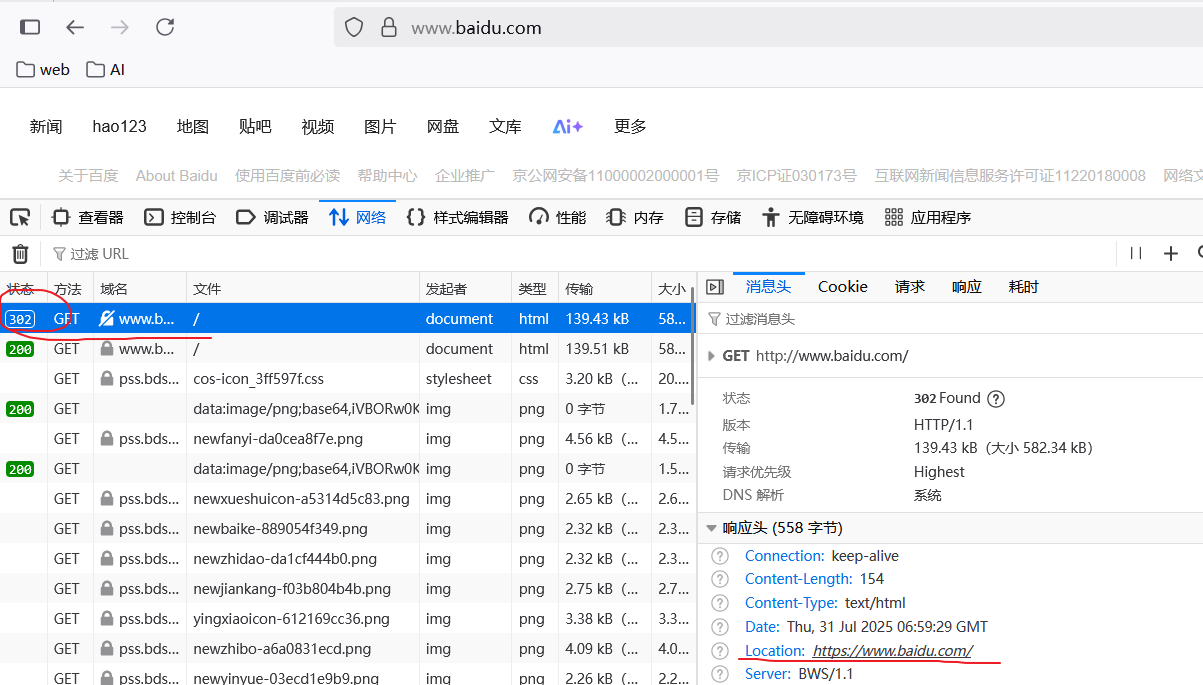 www.baidu.com
web AI
新闻 hao123 地图 贴吧 视频 图片 网盘 文库 Ai+ 更多
关于百度 About Baidu 使用百度前必读 帮助中心 企业推广 京公网安备11000002000001号 京ICP证030173号 互联网新闻信息服务许可证11220180008 网络文
查看器 控制台 调试器 网络 样式编辑器 性能 内存 存储 无障碍环境 应用程序
过滤 URL
状态 方法 域名 文件 发起者 类型 传输 大小
302 GET www.b... / document html 139.43 kB 58...
200 GET www.b... / document html 139.51 kB 58...
GET pss.bds... cos-icon_3ff597f.css stylesheet css 3.20 kB (... 20....
200 GET data:image/png;base64,iVBORw0K img png 0 字节 1.7...
GET pss.bds... newfanyi-da0cea8f7e.png img png 4.56 kB (... 4.5...
200 GET data:image/png;base64,iVBORw0K img png 0 字节 1.5...
GET pss.bds... newxueshuicon-a5314d5c83.png img png 2.65 kB (... 2.6...
GET pss.bds... newbaike-889054f349.png img png 2.32 kB (... 2.3...
GET pss.bds... newzhidao-da1cf444b0.png img png 2.32 kB (... 2.3...
GET pss.bds... newjiankang-f03b804b4b.png img png 2.75 kB (... 2.7...
GET pss.bds... yingxiaoicon-612169cc36.png img png 3.38 kB (... 3.3...
GET pss.bds... newzhibo-a6a0831ecd.png img png 4.09 kB (... 4.0...
GET pss.bds... newyinyue-03ecd1e9b9.png img png 2.26 kB (... 2.2...
消息头 Cookie 请求 响应 耗时
过滤消息头
GET http://www.baidu.com/
状态 302 Found
版本 HTTP/1.1
传输 139.43 kB（大小 582.34 kB）
请求优先级 Highest
DNS 解析 系统
响应头 (558 字节)
Connection: keep-alive
Content-Length: 154
Content-Type: text/html
Date: Thu, 31 Jul 2025 06:59:29 GMT
Location: https://www.baidu.com/
Server: BWS/1.1